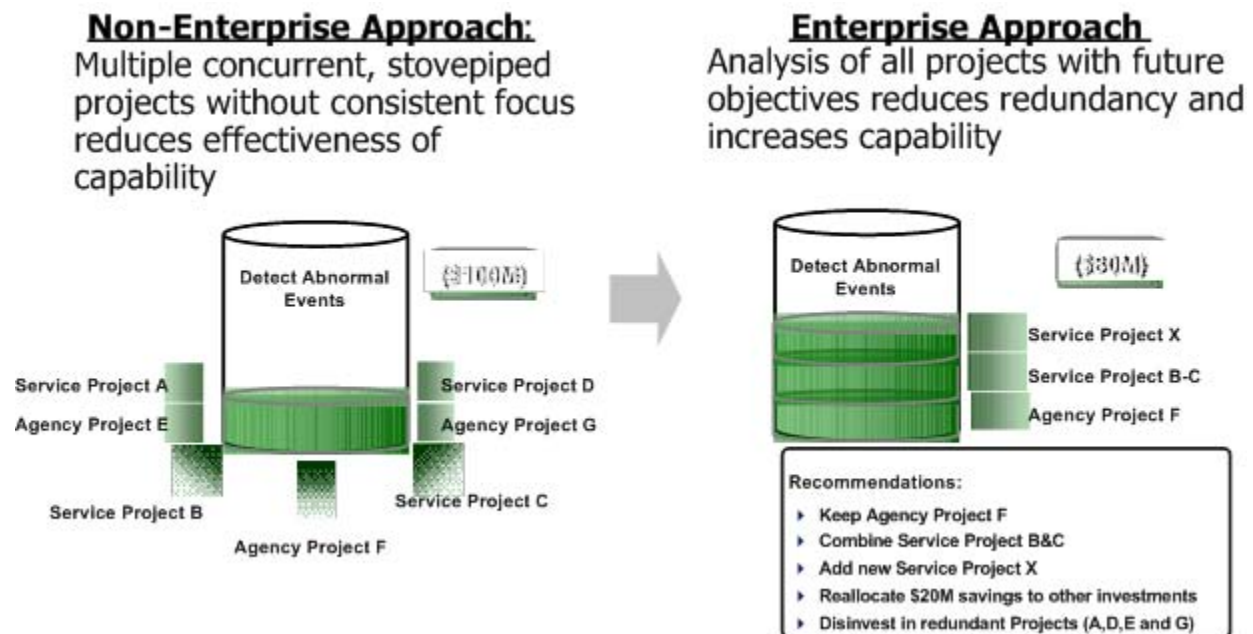 Non-Enterprise Approach:
Multiple concurrent, stovepiped
projects without consistent focus
reduces effectiveness of
capability
Enterprise Approach
Analysis of all projects with future
objectives reduces redundancy and
increases capability
Detect Abnormal
Events
($100M)
Service Project A
Agency Project E
Service Project B
Agency Project F
Service Project C
Service Project D
Agency Project G
Detect Abnormal
Events
($80M)
Service Project X
Service Project B-C
Agency Project F
Recommendations:
Keep Agency Project F
Combine Service Project B&C
Add new Service Project X
Reallocate $20M savings to other investments
Disinvest in redundant Projects (A,D,E and G)